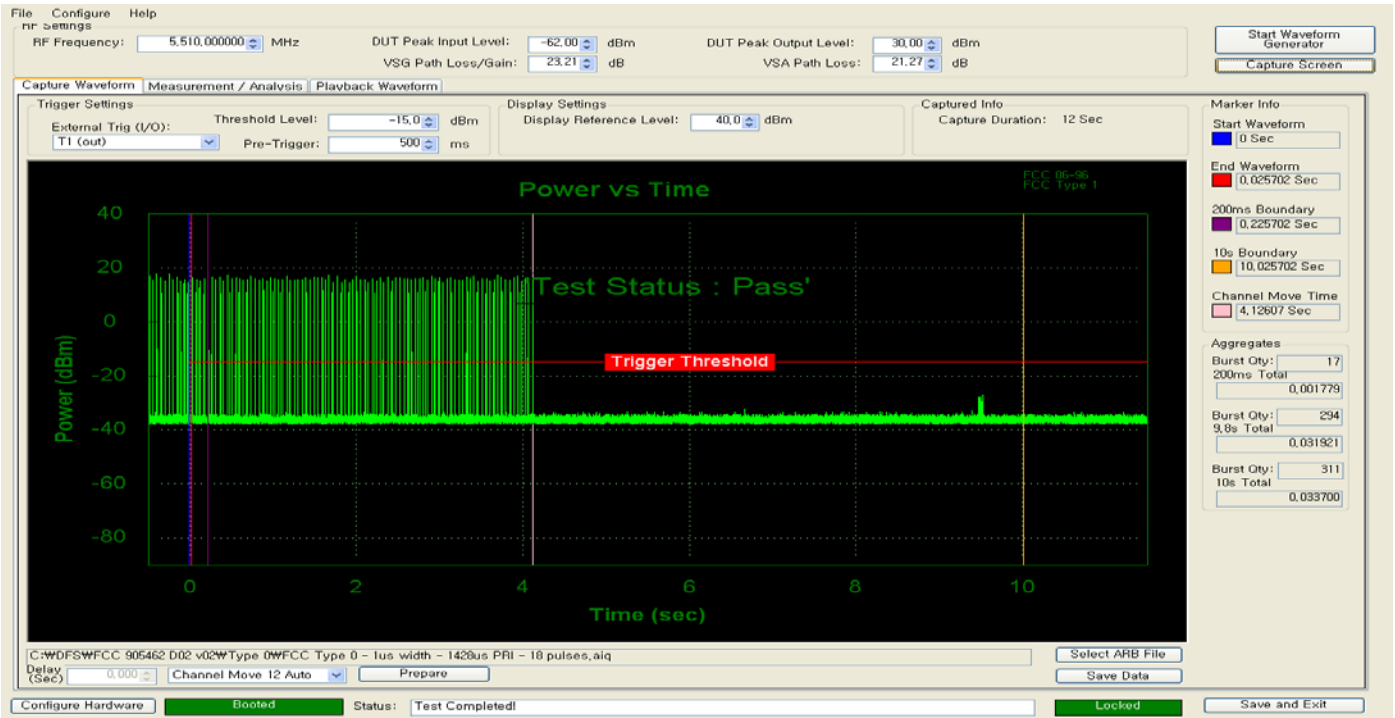 File Configure Help
RF Settings
RF Frequency: 5,510,000000 MHz DUT Peak Input Level: -62,00 dBm DUT Peak Output Level: 30,00 dBm
VSG Path Loss/Gain: 23,21 dB VSA Path Loss: 21,27 dB
Start Waveform Generator
Capture Screen
Capture Waveform Measurement / Analysis Playback Waveform
Trigger Settings
External Trig (I/O): Threshold Level: -15,0 dBm
T1 (out) Pre-Trigger: 500 ms
Display Settings
Display Reference Level: 40,0 dBm
Captured Info
Capture Duration: 12 Sec
Marker Info
Start Waveform
0 Sec
End Waveform
0,025702 Sec
200ms Boundary
0,225702 Sec
10s Boundary
10,025702 Sec
Channel Move Time
4,12607 Sec
Aggregates
Burst Qty: 17
200ms Total
0,001779
Burst Qty: 294
9,8s Total
0,031921
Burst Qty: 311
10s Total
0,033700
Power vs Time
FCC 06-96
FCC Type 1
Test Status : Pass'
Trigger Threshold
Power (dBm)
40
20
0
-20
-40
-60
-80
0 2 4 6 8 10
Time (sec)
C:₩DFS₩FCC 905462 D02 v02₩Type 0₩FCC Type 0 - 1us width - 1428us PRI - 18 pulses,aiq
Select ARB File
Delay (Sec) 0,000 Channel Move 12 Auto Prepare
Save Data
Configure Hardware Booted Status: Test Completed! Locked Save and Exit